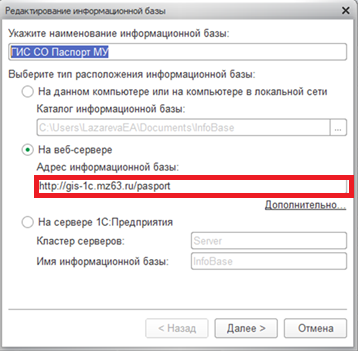 Редактирование информационной базы
Укажите наименование информационной базы:
ГИС СО Паспорт МУ
Выберите тип расположения информационной базы:
На данном компьютере или на компьютере в локальной сети
Каталог информационной базы:
C:\Users\LazarevaEA\Documents\InfoBase
...
На веб-сервере
Адрес информационной базы:
http://gis-1c.mz63.ru/pasport
Дополнительно...
На сервере 1С:Предприятия
Кластер серверов: Server
Имя информационной базы: InfoBase
< Назад Далее > Отмена